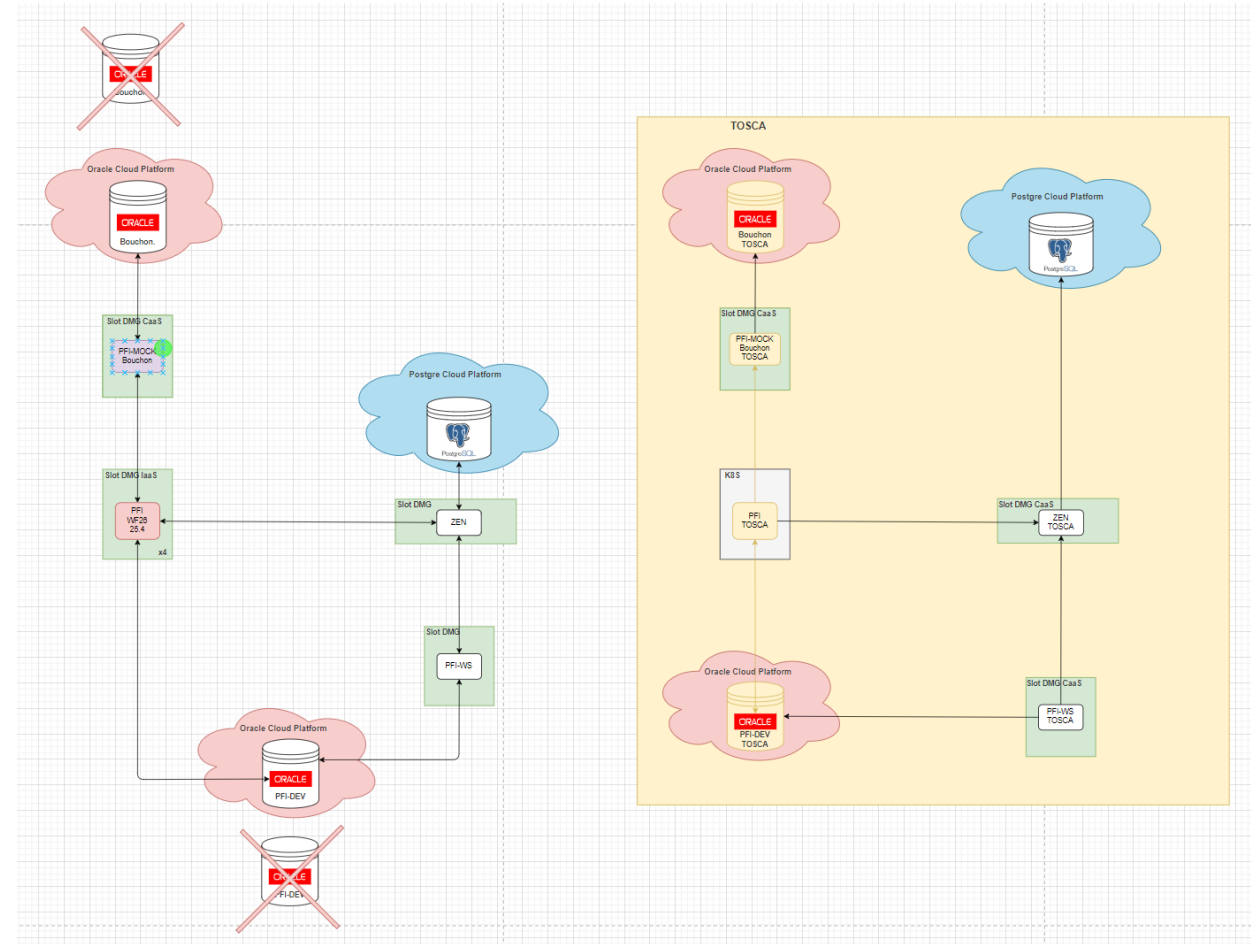 ORACLE
Bouchon.
Oracle Cloud Platform
ORACLE
Bouchon.
Slot DMG CaaS
PFI-MOCK
Bouchon
Postgre Cloud Platform
PostgreSQL
Slot DMG IaaS
PFI
WF26
25.4
x4
Slot DMG
ZEN
Slot DMG
PFI-WS
Oracle Cloud Platform
ORACLE
PFI-DEV
ORACLE
PFI-DEV
TOSCA
Oracle Cloud Platform
ORACLE
Bouchon
TOSCA
Postgre Cloud Platform
PostgreSQL
Slot DMG CaaS
PFI-MOCK
Bouchon
TOSCA
K8S
PFI
TOSCA
Slot DMG CaaS
ZEN
TOSCA
Oracle Cloud Platform
ORACLE
PFI-DEV
TOSCA
Slot DMG CaaS
PFI-WS
TOSCA